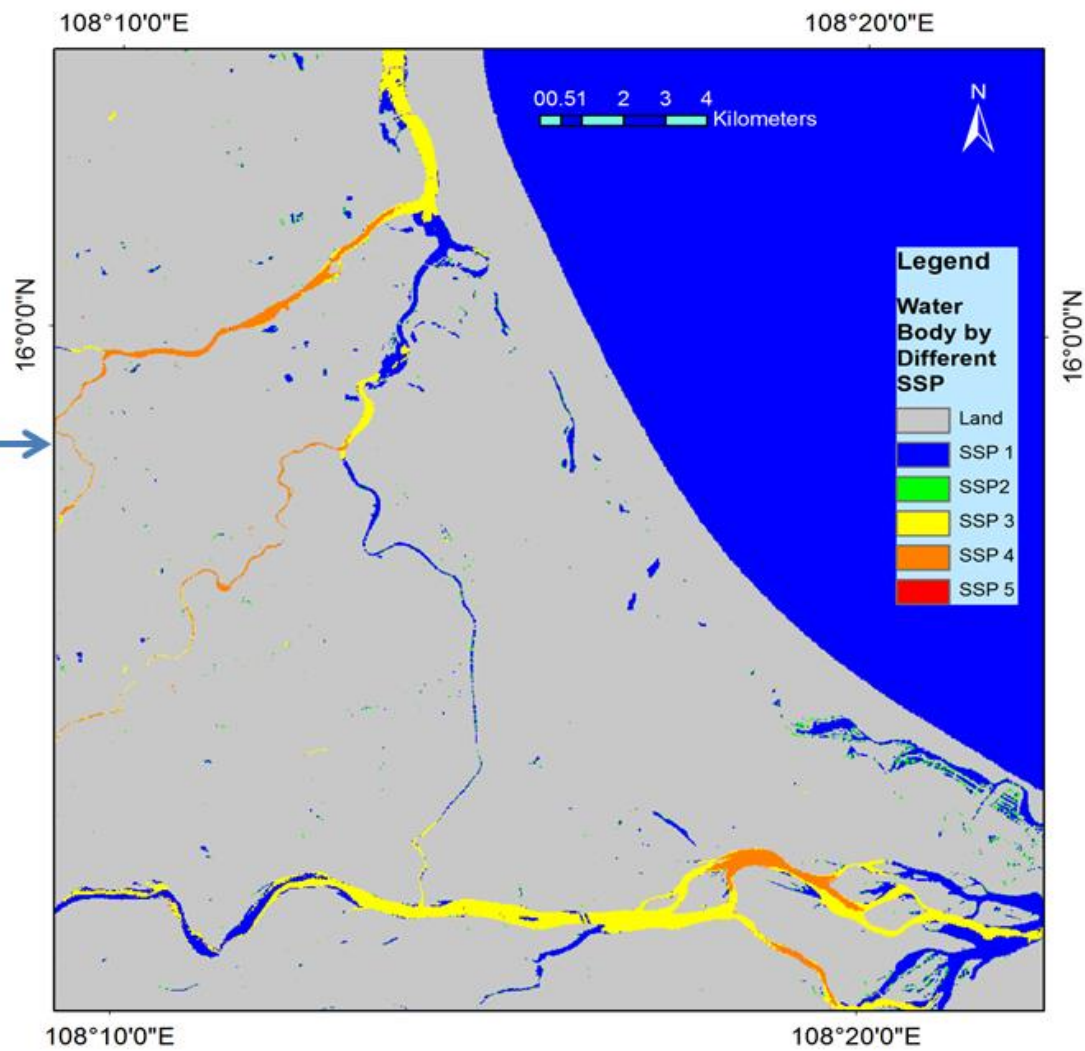 108°10'0"E 108°20'0"E
00.51 2 3 4
Kilometers
N
16°0'0"N
16°0'0"N
Legend
Water
Body by
Different
SSP
Land
SSP 1
SSP2
SSP 3
SSP 4
SSP 5
108°10'0"E 108°20'0"E